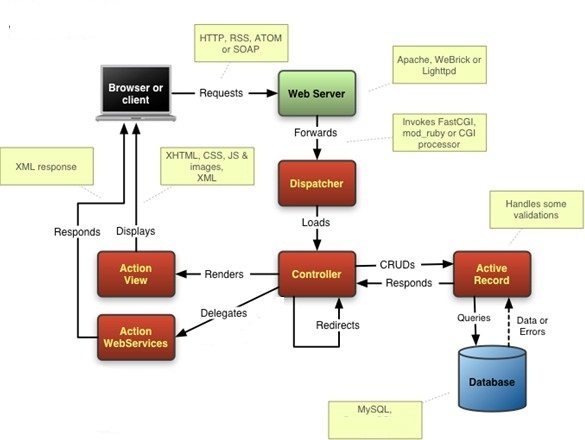 HTTP, RSS, ATOM
or SOAP
Browser or
client
Requests
Web Server
Apache, WeBrick or
Lighttpd
Forwards
Invokes FastCGI,
mod_ruby or CGI
processor
XML response
XHTML, CSS, JS &
images,
XML
Dispatcher
Handles some
validations
Responds
Displays
Loads
Action
View
Renders
Controller
CRUDs
Responds
Active
Record
Delegates
Action
WebServices
Redirects
Queries
Data or
Errors
Database
MySQL,